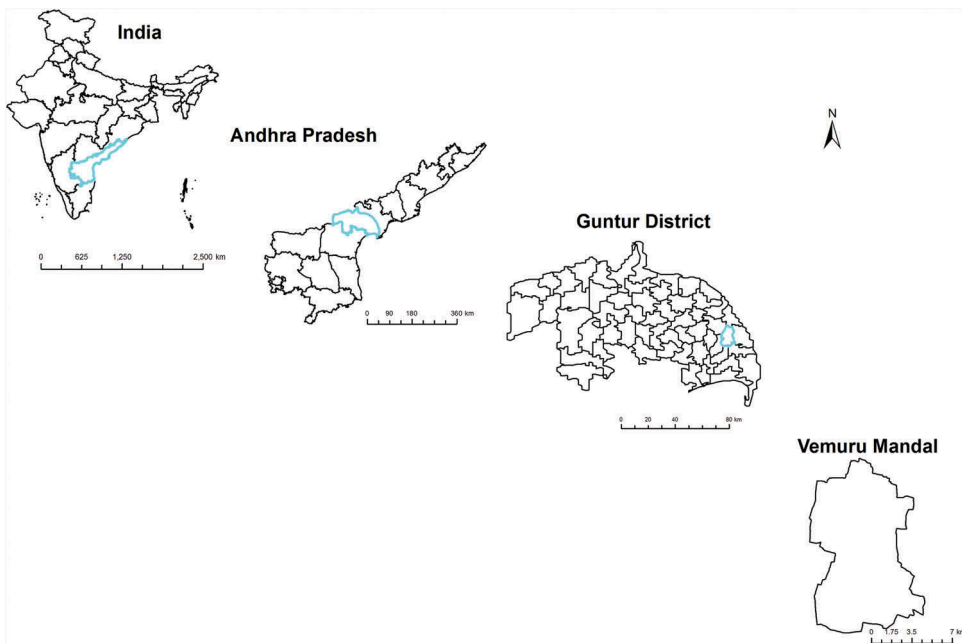 India
N
Andhra Pradesh
Guntur District
0 625 1,250 2,500 km
0 90 180 360 km
0 20 40 80 km
Vemuru Mandal
0 1.75 3.5 7 k